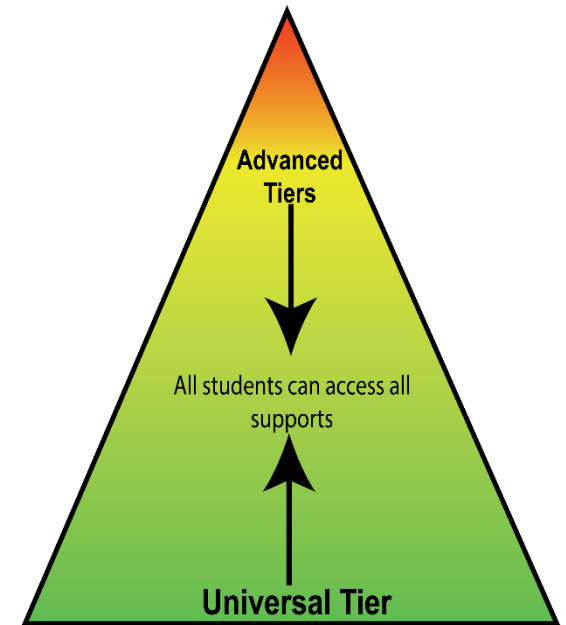 Advanced
Tiers
All students can access all
supports
Universal Tier